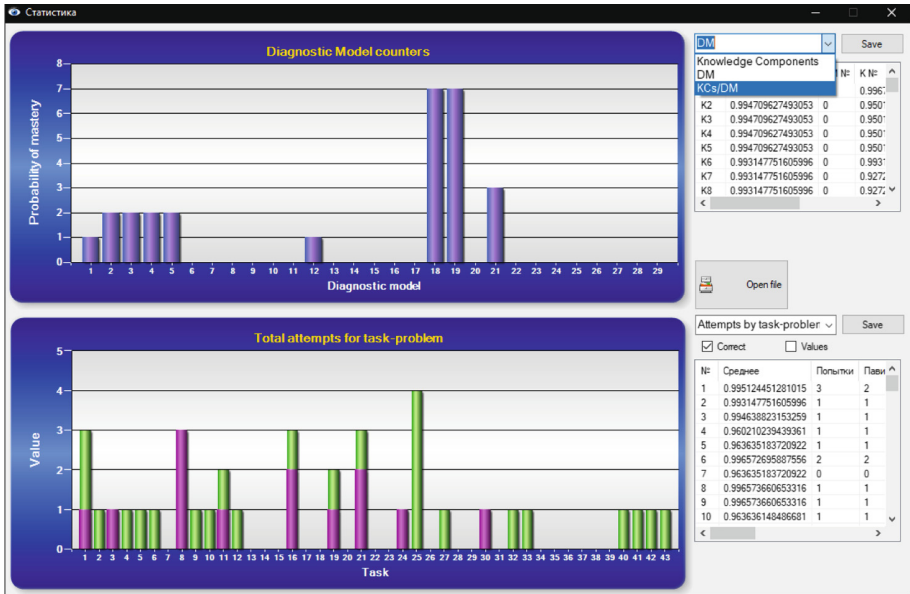 Статистика
Diagnostic Model counters
Probability of mastery
8
7
6
5
4
3
2
1
0
1 2 3 4 5 6 7 8 9 10 11 12 13 14 15 16 17 18 19 20 21 22 23 24 25 26 27 28 29
Diagnostic model
DM Save
Knowledge Components
DM
KCs/DM
№ K №
0.9967
K2 0.994709627493053 0 0.9501
K3 0.994709627493053 0 0.9501
K4 0.994709627493053 0 0.9501
K5 0.994709627493053 0 0.9501
K6 0.993147751605996 0 0.9931
K7 0.993147751605996 0 0.9272
K8 0.993147751605996 0 0.9272
Open file
Total attempts for task-problem
Value
5
4
3
2
1
0
1 2 3 4 5 6 7 8 9 10 11 12 13 14 15 16 17 18 19 20 21 22 23 24 25 26 27 28 29 30 31 32 33 34 35 36 37 38 39 40 41 42 43
Task
Attempts by task-probler Save
Correct Values
№ Среднее Попытки Пави
1 0.995124451281015 3 2
2 0.993147751605996 1 1
3 0.994638823153259 1 1
4 0.960210239439361 1 1
5 0.963635183720922 1 1
6 0.996572695887556 2 2
7 0.963635183720922 0 0
8 0.996573660653316 1 1
9 0.996573660653316 1 1
10 0.963636148486681 1 1